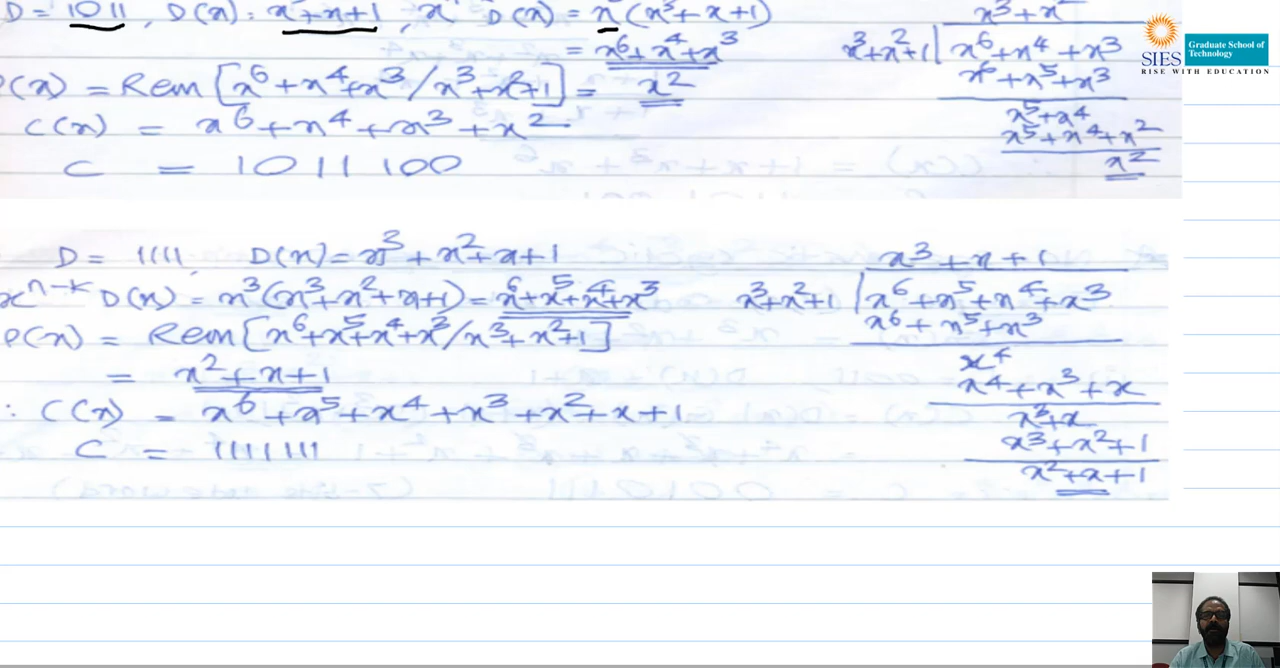 D = 1011, D(x) = x³+x+1, D(x) = x³(x³+x+1)
= x⁶+x⁴+x³
ρ(x) = Rem [x⁶+x⁴+x³/x³+x²+1] = x²
C(x) = x⁶+x⁴+x³+x²
C = 1011100
x³+x²
x³+x²+1 | x⁶+x⁴+x³
x⁶+x⁵+x³
x⁵+x⁴
x⁵+x⁴+x²
x²
SIES Graduate School of Technology
RISE WITH EDUCATION
D = 1111, D(x) = x³+x²+x+1
xⁿ⁻ᵏ D(x) = x³(x³+x²+x+1) = x⁶+x⁵+x⁴+x³
ρ(x) = Rem [x⁶+x⁵+x⁴+x³/x³+x²+1]
= x²+x+1
∴ C(x) = x⁶+x⁵+x⁴+x³+x²+x+1
C = 1111111
x³+x+1
x³+x²+1 | x⁶+x⁵+x⁴+x³
x⁶+x⁵+x³
x⁴
x⁴+x³+x
x³+x
x³+x²+1
x²+x+1